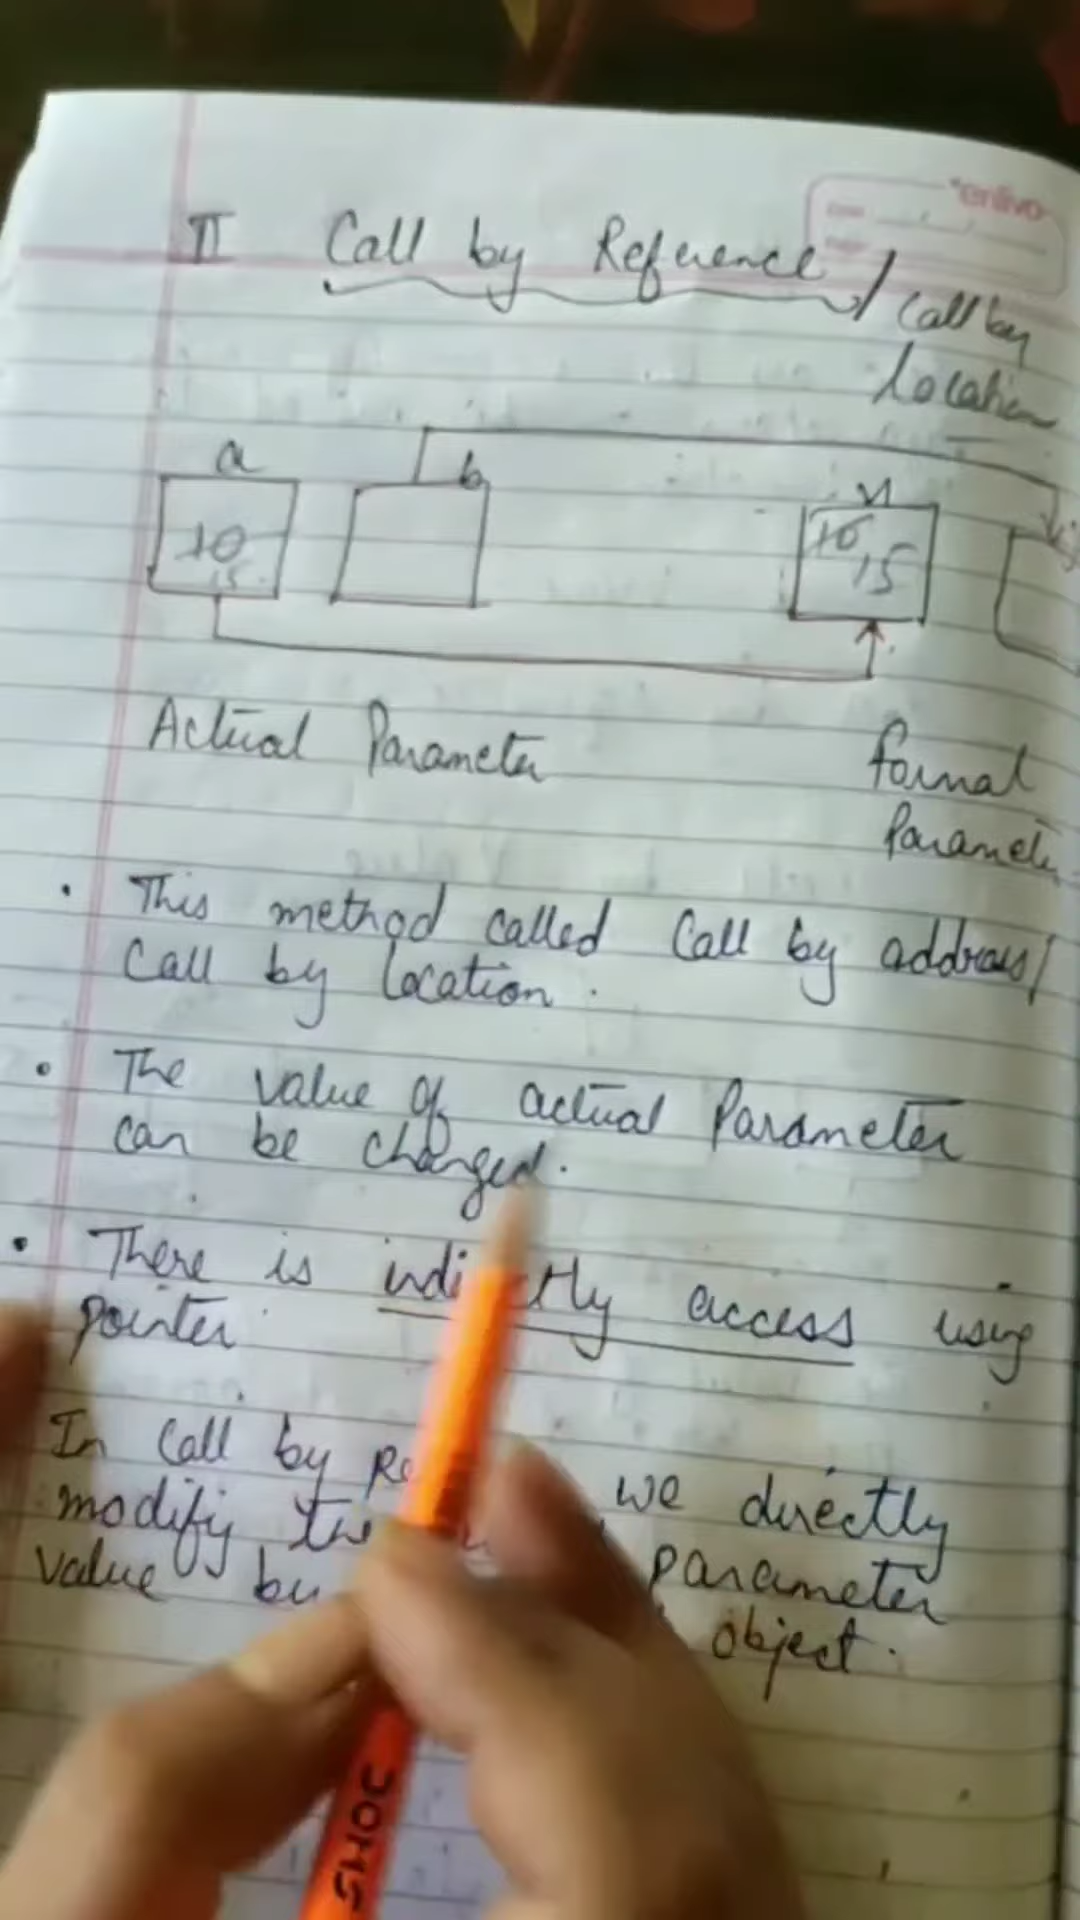 II Call by Reference / Call by
Location
a b x y
10 10
15 15
Actual Parameter Formal
This method called Call by address/
Call by location.
The value of actual Parameter
can be changed.
There is access using
pointer
In Call by we directly
modify parameter
value object.
JOHS